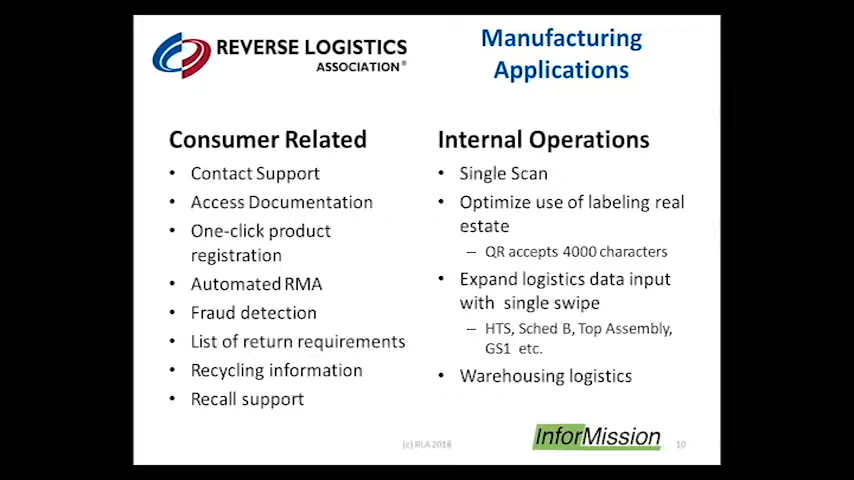 REVERSE LOGISTICS
ASSOCIATION®
Manufacturing
Applications
Consumer Related
• Contact Support
• Access Documentation
• One-click product
registration
• Automated RMA
• Fraud detection
• List of return requirements
• Recycling information
• Recall support
Internal Operations
• Single Scan
• Optimize use of labeling real
estate
– QR accepts 4000 characters
• Expand logistics data input
with single swipe
– HTS, Sched B, Top Assembly,
GS1 etc.
• Warehousing logistics
(c) RLA
InforMission
10